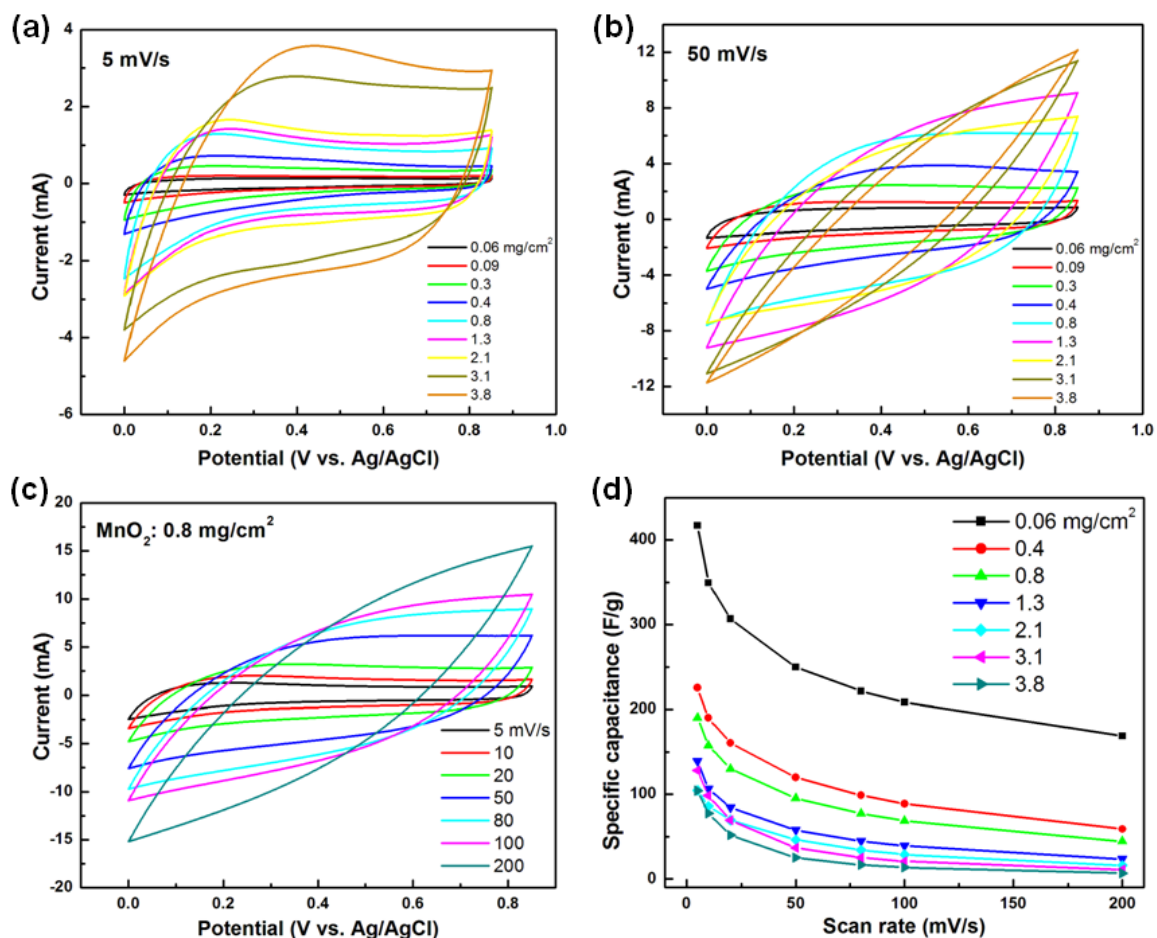 (a)
5 mV/s
4
2
0
-2
-4
-6
Current (mA)
0.06 mg/cm²
0.09
0.3
0.4
0.8
1.3
2.1
3.1
3.8
0.0 0.2 0.4 0.6 0.8 1.0
Potential (V vs. Ag/AgCl)
(b)
50 mV/s
12
8
4
0
-4
-8
-12
Current (mA)
0.06 mg/cm²
0.09
0.3
0.4
0.8
1.3
2.1
3.1
3.8
0.0 0.2 0.4 0.6 0.8 1.0
Potential (V vs. Ag/AgCl)
(c)
MnO₂: 0.8 mg/cm²
20
15
10
5
0
-5
-10
-15
-20
Current (mA)
5 mV/s
10
20
50
80
100
200
0.0 0.2 0.4 0.6 0.8
Potential (V vs. Ag/AgCl)
(d)
400
300
200
100
0
Specific capacitance (F/g)
0.06 mg/cm²
0.4
0.8
1.3
2.1
3.1
3.8
0 50 100 150 200
Scan rate (mV/s)